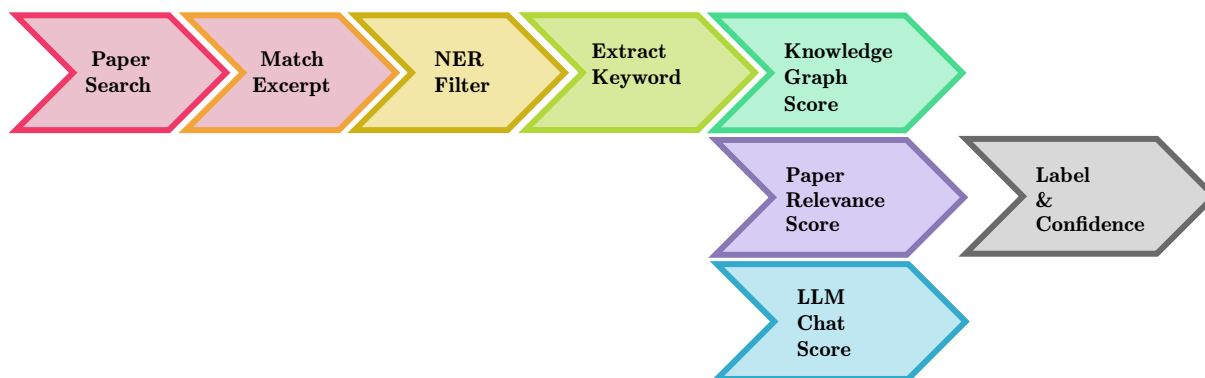 Paper
Search
Match
Excerpt
NER
Filter
Extract
Keyword
Knowledge
Graph
Score
Paper
Relevance
Score
Label
&
Confidence
LLM
Chat
Score